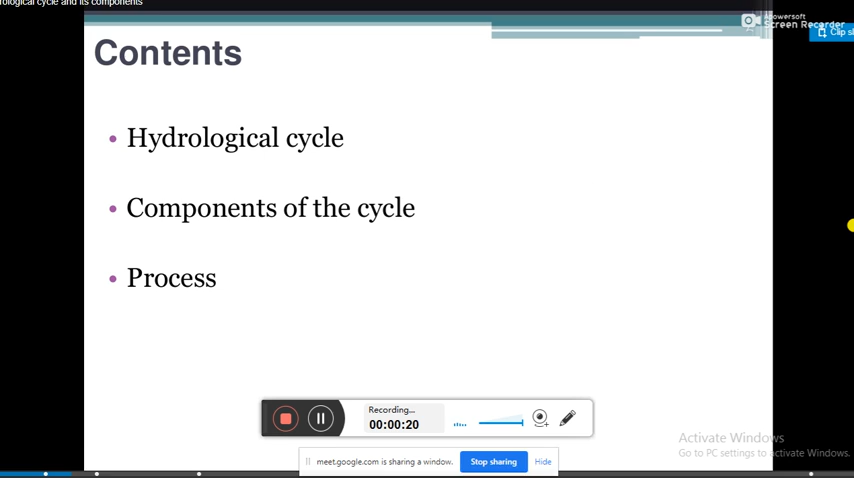 rological cycle and its components
owersoft
Screen Recorder
Clip sl
Contents
• Hydrological cycle
• Components of the cycle
• Process
Recording...
00:00:20
meet.google.com is sharing a window.
Stop sharing
Hide
Activate Windows
Go to PC settings to activate Windows.